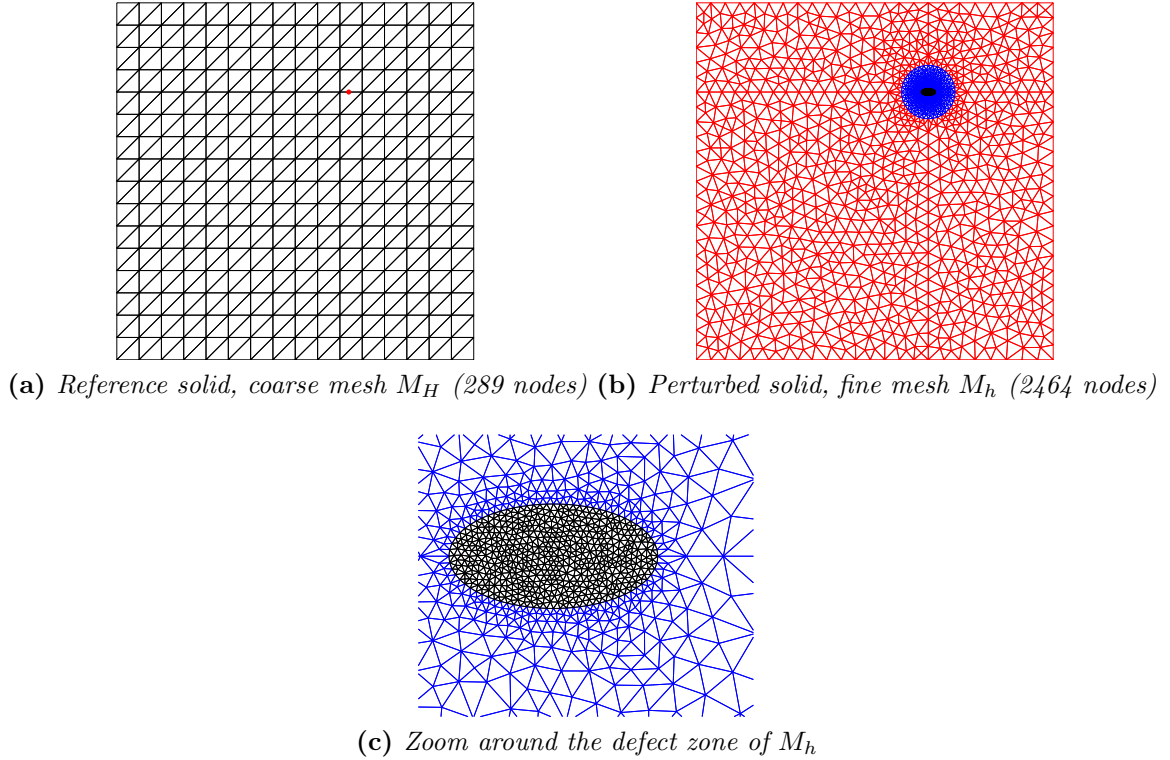 (a) Reference solid, coarse mesh M_H (289 nodes) (b) Perturbed solid, fine mesh M_h (2464 nodes)
(c) Zoom around the defect zone of M_h